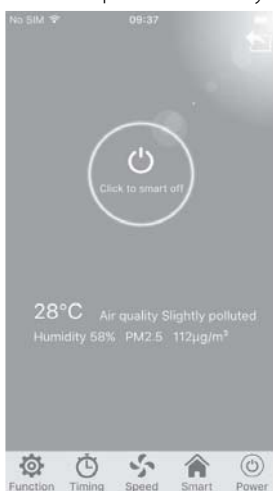 No SIM 09:37
Click to smart off
28°C Air quality Slightly polluted
Humidity 58% PM2.5 112μg/m³
Function Timing Speed Smart Power